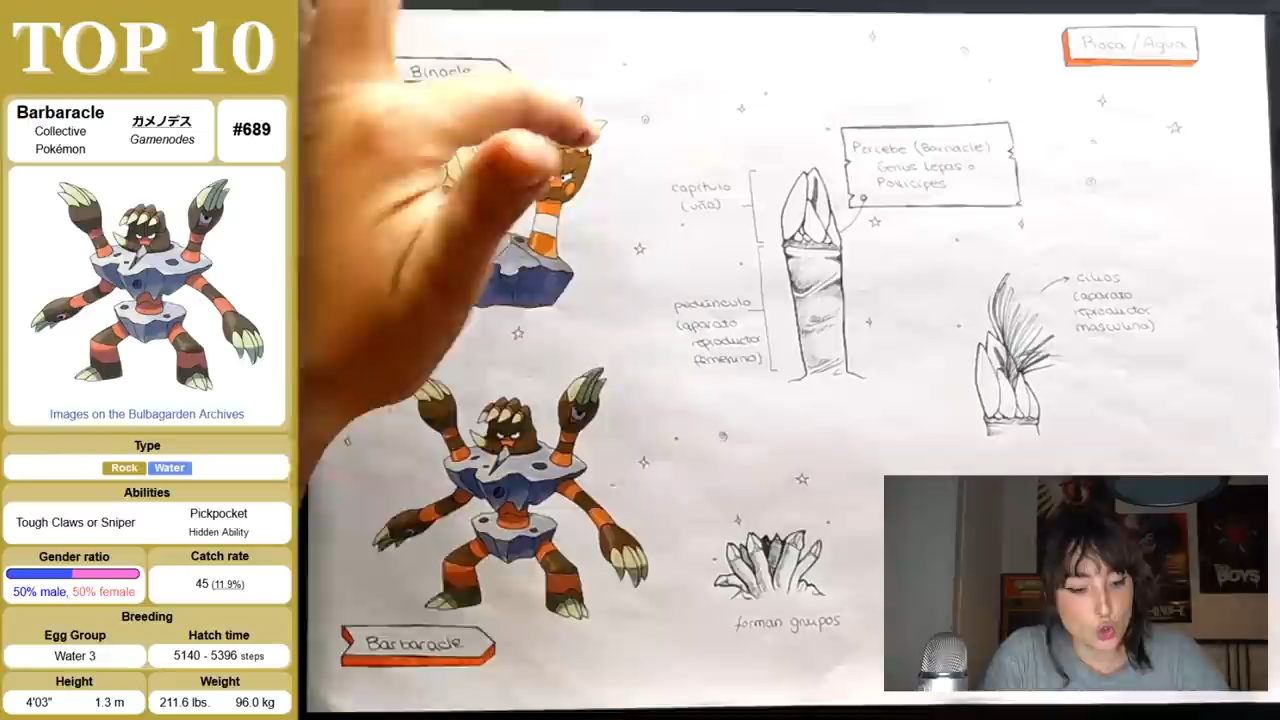 TOP 10
Barbaracle
Collective
Pokémon
ガメノデス
Gamenodes
#689
Images on the Bulbagarden Archives
Type
Rock Water
Abilities
Tough Claws or Sniper
Pickpocket
Hidden Ability
Gender ratio
50% male, 50% female
Catch rate
45 (11.9%)
Breeding
Egg Group
Water 3
Hatch time
5140 - 5396 steps
Height
4'03" 1.3 m
Weight
211.6 lbs. 96.0 kg
Binacle
Roca / Agua
Percebe (Barnacle)
Genus Lepas o
Policipes
capítulo
(uña)
pedúnculo
(aparato
reproductor
femenino)
cilios
(aparato
reproductor
masculino)
forman grupos
Barbaracle
BOYS